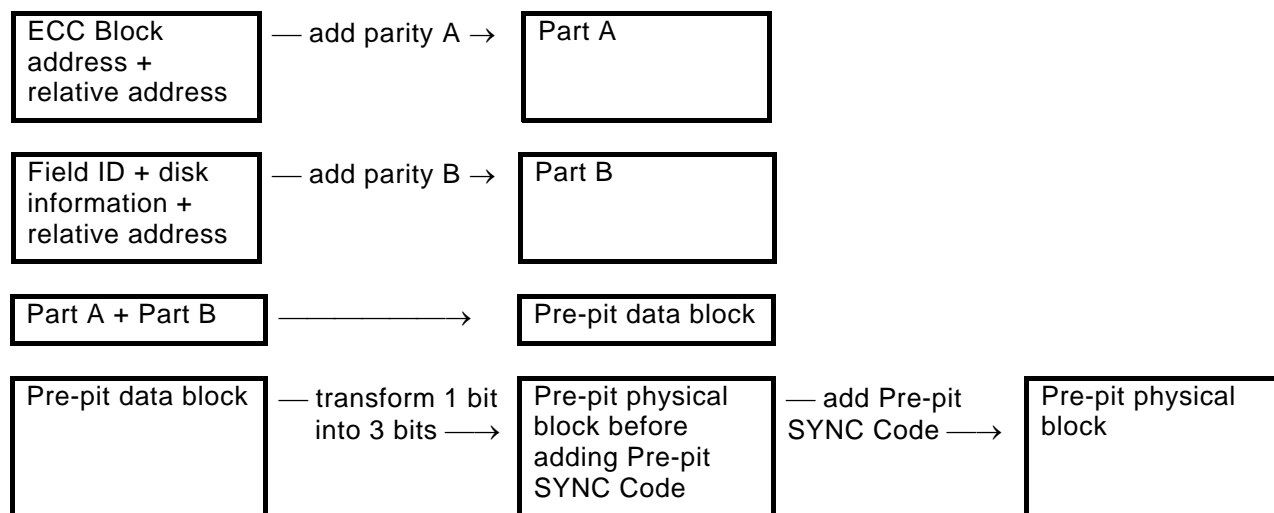 ECC Block — add parity A → Part A
address +
relative address
Field ID + disk — add parity B → Part B
information +
relative address
Part A + Part B ————→ Pre-pit data block
Pre-pit data block — transform 1 bit Pre-pit physical — add Pre-pit Pre-pit physical
into 3 bits —→ block before SYNC Code —→ block
adding Pre-pit
SYNC Code